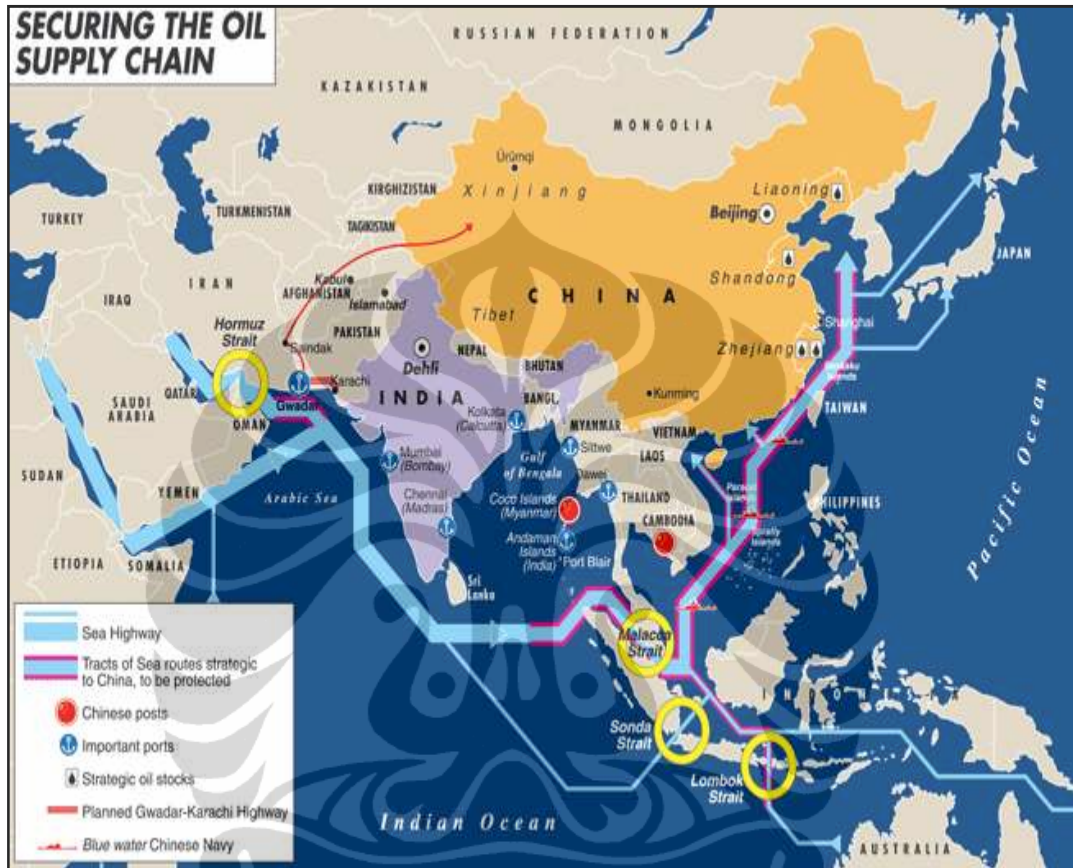 SECURING THE OIL
SUPPLY CHAIN
RUSSIAN FEDERATION
KAZAKISTAN
MONGOLIA
Ürümqi
Xinjiang
KIRGHIZISTAN
Liaoning
Beijing
TURKEY
TURKMENISTAN
TAGIKISTAN
JAPAN
IRAN
Kabul
AFGHANISTAN
Islamabad
Shandong
IRAQ
CHINA
Tibet
Hormuz
Strait
PAKISTAN
Saindak
NEPAL
Shanghai
Zhejiang
Dehli
BHUTAN
Karachi
QATAR
SAUDI
ARABIA
Gwadar
INDIA
BANGL.
Kunming
Islands
TAIWAN
OMAN
Kolkata
(Calcutta)
MYANMAR
VIETNAM
SUDAN
Mumbai
(Bombay)
Gulf
of Bengala
Sittwe
LAOS
Pacific Ocean
YEMEN
Arabic Sea
Chennai
(Madras)
Dawei
Coco Islands
(Myanmar)
THAILAND
Islands
PHILIPPINES
CAMBODIA
Andaman
Islands
(India)
Port Blair
Islands
ETIOPIA
SOMALIA
Sri
Lanka
Sea Highway
Malacca
Strait
Tracts of Sea routes strategic
to China, to be protected
INDONESIA
Chinese posts
Sonda
Strait
Important ports
Strategic oil stocks
Lombok
Strait
Planned Gwadar-Karachi Highway
Indian Ocean
Blue water Chinese Navy
AUSTRALIA